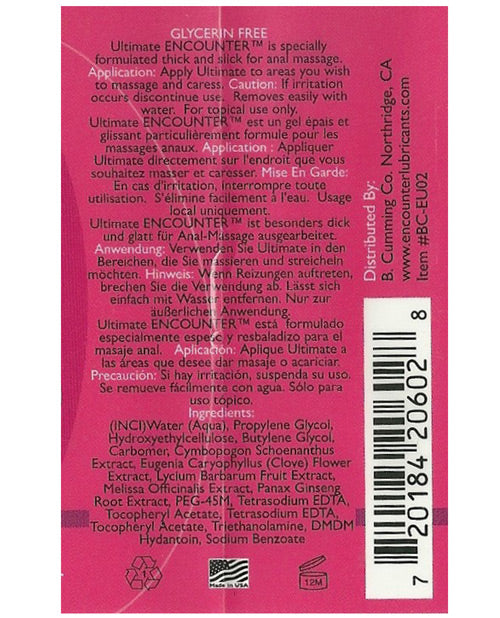 GLYCERIN FREE
Ultimate ENCOUNTER™ is specially
formulated thick and slick for anal massage.
Application: Apply Ultimate to areas you wish
to massage and caress. Caution: If irritation
occurs discontinue use. Removes easily with
water. For topical use only.
Ultimate ENCOUNTER™ est un gel épais et
glissant particulièrement formule pour les
massages anaux. Application : Appliquer
Ultimate directement sur l'endroit que vous
souhaitez masser et caresser. Mise En Garde:
En cas d'irritation, interrompre toute
utilisation. S'élimine facilement à l'eau. Usage
local uniquement.
Ultimate ENCOUNTER™ ist besonders dick
und glatt für Anal-Massage ausgearbeitet.
Anwendung: Verwenden Sie Ultimate in den
Bereichen, die Sie massieren und streicheln
möchten. Hinweis: Wenn Reizungen auftreten,
brechen Sie die Verwendung ab. Lässt sich
einfach mit Wasser entfernen. Nur zur
äußerlichen Anwendung.
Ultimate ENCOUNTER™ está formulado
especialmente espeso y resbaladizo para el
masaje anal. Aplicación: Aplique Ultimate a
las áreas que desee dar masaje o acariciar.
Precaución: Si hay irritación, suspenda su uso.
Se remueve fácilmente con agua. Sólo para
uso tópico.
Ingredients:
(INCI)Water (Aqua), Propylene Glycol,
Hydroxyethylcellulose, Butylene Glycol,
Carbomer, Cymbopogon Schoenanthus
Extract, Eugenia Caryophyllus (Clove) Flower
Extract, Lycium Barbarum Fruit Extract,
Melissa Officinalis Extract, Panax Ginseng
Root Extract, PEG-45M, Tetrasodium EDTA,
Tocopheryl Acetate, Tetrasodium EDTA,
Tocopheryl Acetate, Triethanolamine, DMDM
Hydantoin, Sodium Benzoate
1
Made in USA
12M
Distributed By:
B. Cumming Co. Northridge, CA
www.encounterlubricants.com
Item #BC-EU02
7 20184 20602 8